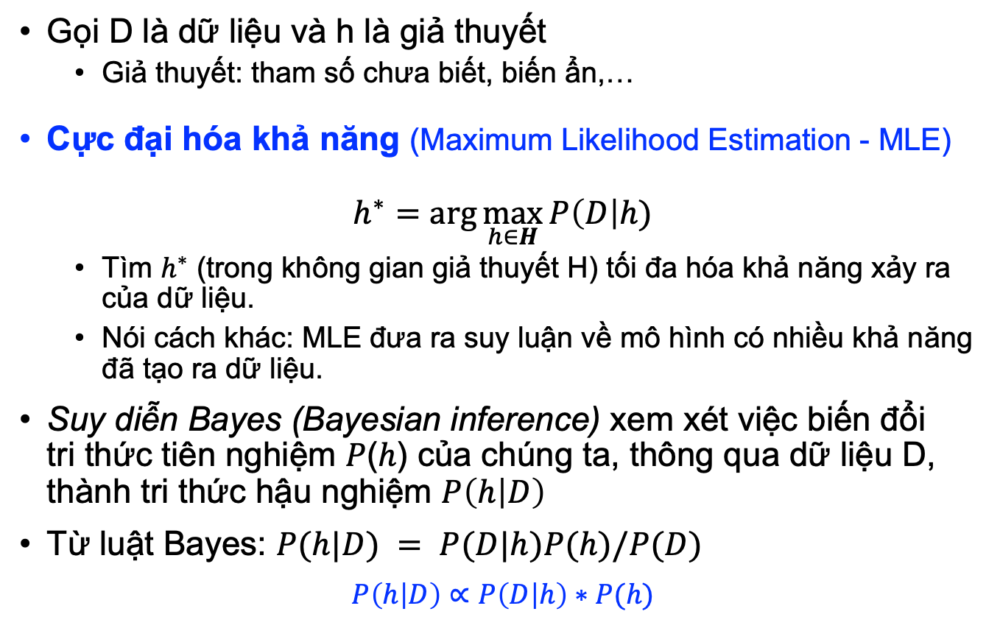 • Gọi D là dữ liệu và h là giả thuyết
• Giả thuyết: tham số chưa biết, biến ẩn,…
• Cực đại hóa khả năng (Maximum Likelihood Estimation - MLE)
h* = arg max P(D|h)
h∈H
• Tìm h* (trong không gian giả thuyết H) tối đa hóa khả năng xảy ra
của dữ liệu.
• Nói cách khác: MLE đưa ra suy luận về mô hình có nhiều khả năng
đã tạo ra dữ liệu.
• Suy diễn Bayes (Bayesian inference) xem xét việc biến đổi
tri thức tiên nghiệm P(h) của chúng ta, thông qua dữ liệu D,
thành tri thức hậu nghiệm P(h|D)
• Từ luật Bayes: P(h|D) = P(D|h)P(h)/P(D)
P(h|D) ∝ P(D|h) ∗ P(h)